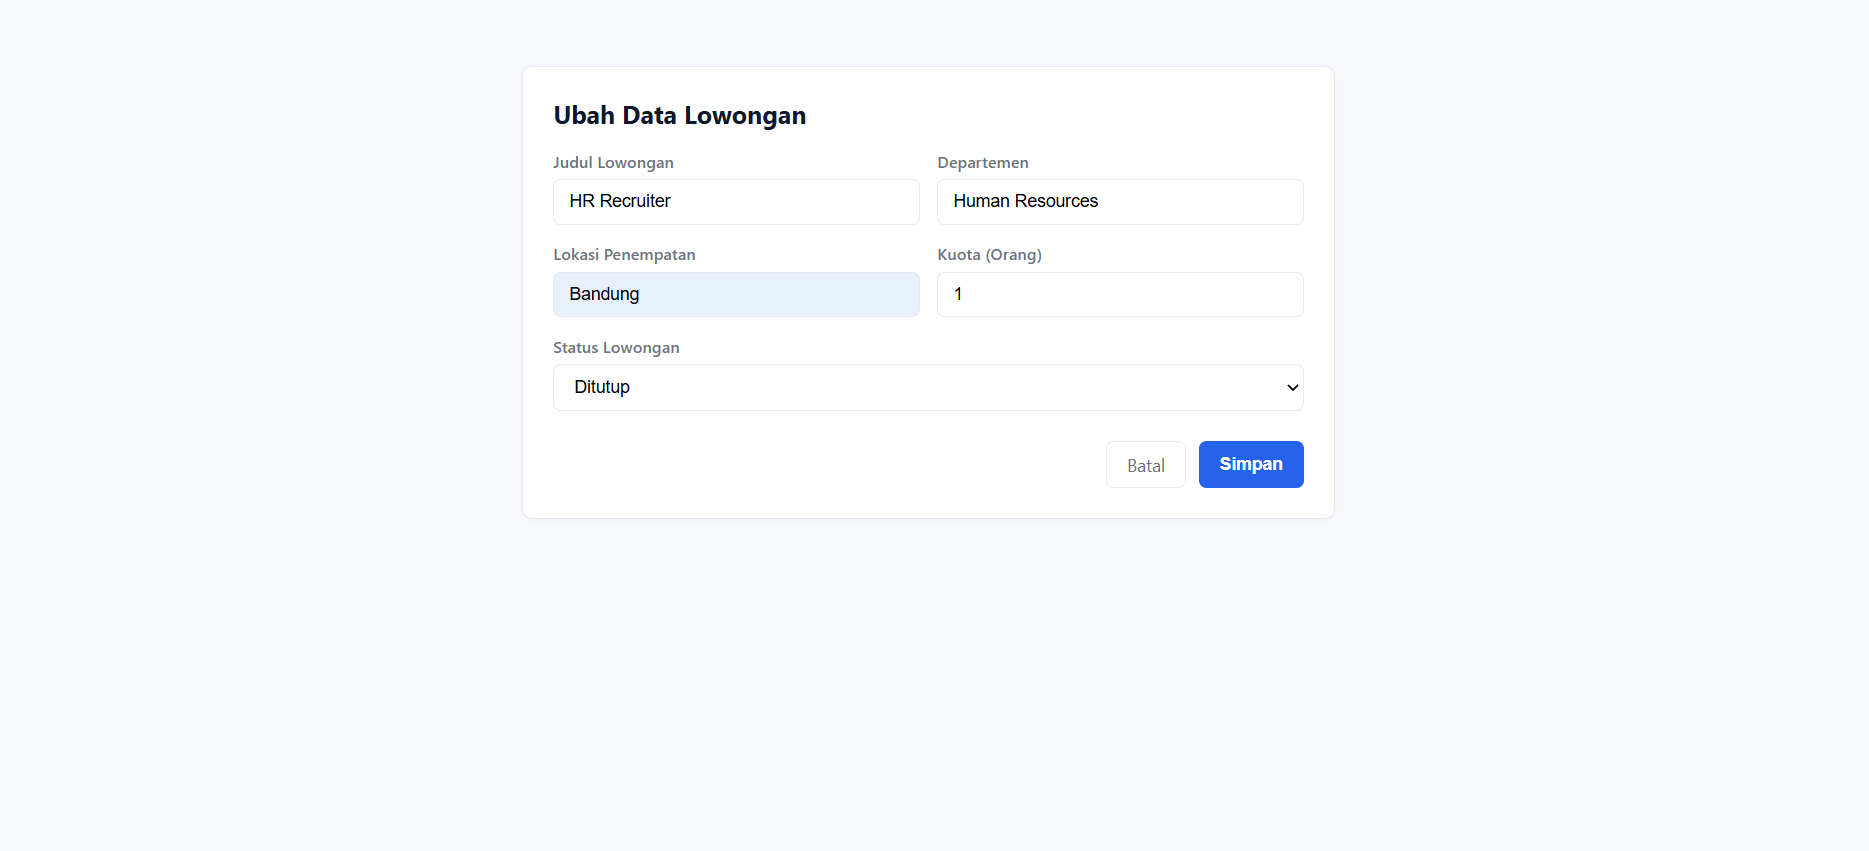 Ubah Data Lowongan
Judul Lowongan
Departemen
HR Recruiter
Human Resources
Lokasi Penempatan
Kuota (Orang)
Bandung
1
Status Lowongan
Ditutup
Batal
Simpan